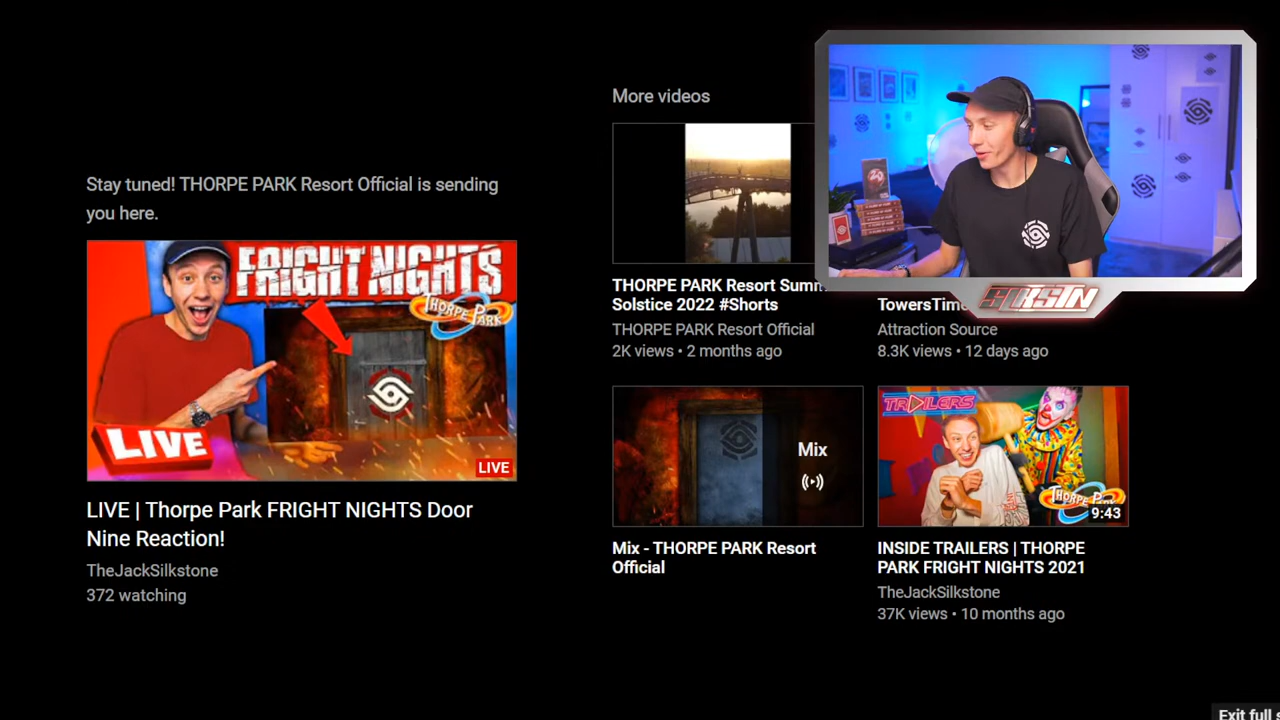 Stay tuned! THORPE PARK Resort Official is sending
you here.
FRIGHT NIGHTS
THORPE PARK
LIVE
LIVE
LIVE | Thorpe Park FRIGHT NIGHTS Door
Nine Reaction!
TheJackSilkstone
372 watching
More videos
THORPE PARK Resort Summ
Solstice 2022 #Shorts
THORPE PARK Resort Official
2K views • 2 months ago
TowersTime
Attraction Source
8.3K views • 12 days ago
Mix
Mix - THORPE PARK Resort
Official
TRAILERS
THORPE PARK
9:43
INSIDE TRAILERS | THORPE
PARK FRIGHT NIGHTS 2021
TheJackSilkstone
37K views • 10 months ago
SLKSTN
Exit full s